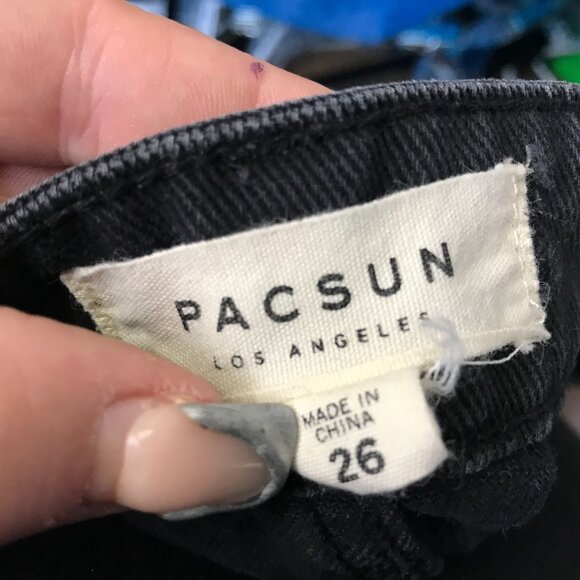 PACSUN
LOS ANGELES
MADE IN
CHINA
26